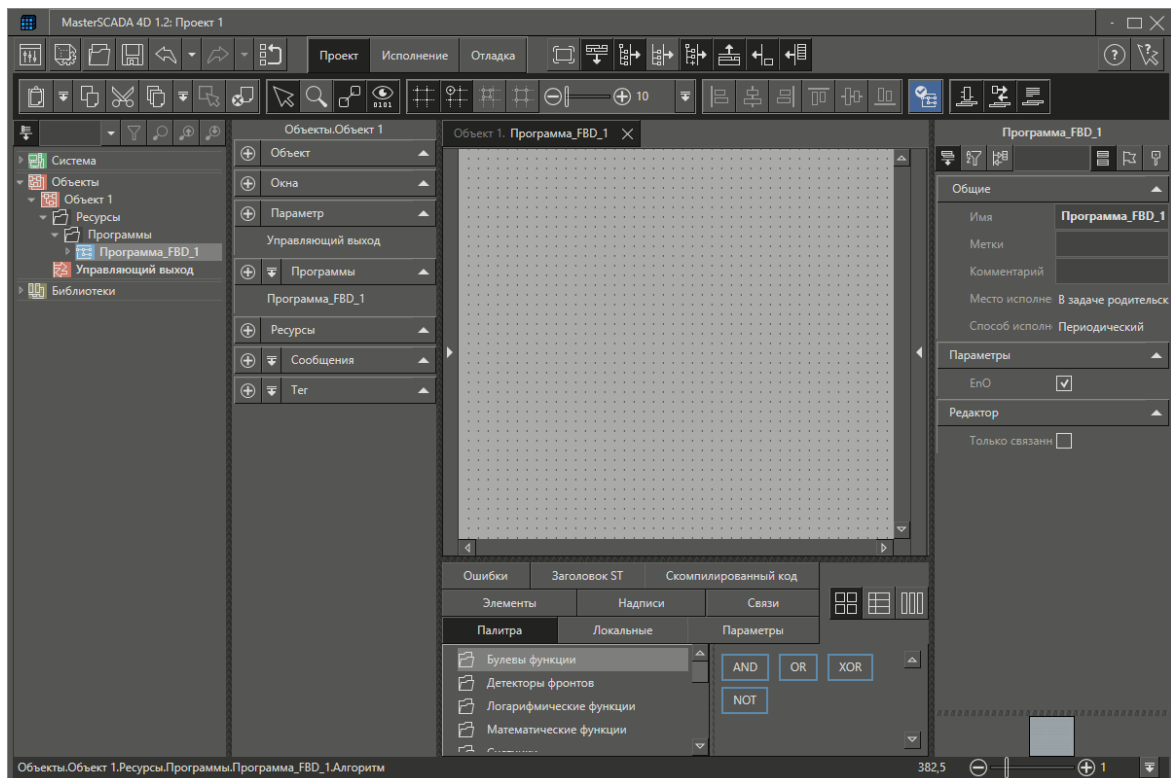 MasterSCADA 4D 1.2: Проект 1
Проект Исполнение Отладка
0101
10
Объекты.Объект 1
Объект 1. Программа_FBD_1
Программа_FBD_1
Система
Объекты
Объект 1
Ресурсы
Программы
Программа_FBD_1
Управляющий выход
Библиотеки
Объект
Окна
Параметр
Управляющий выход
Программы
Программа_FBD_1
Ресурсы
Сообщения
Тег
Ошибки Заголовок ST Скомпилированный код
Элементы Надписи Связи
Палитра Локальные Параметры
Булевы функции
Детекторы фронтов
Логарифмические функции
Математические функции
AND OR XOR
NOT
Общие
Имя Программа_FBD_1
Метки
Комментарий
Место исполне В задаче родительск
Способ исполн Периодический
Параметры
EnO
Редактор
Только связанн
Объекты.Объект 1.Ресурсы.Программы.Программа_FBD_1.Алгоритм
382,5
1